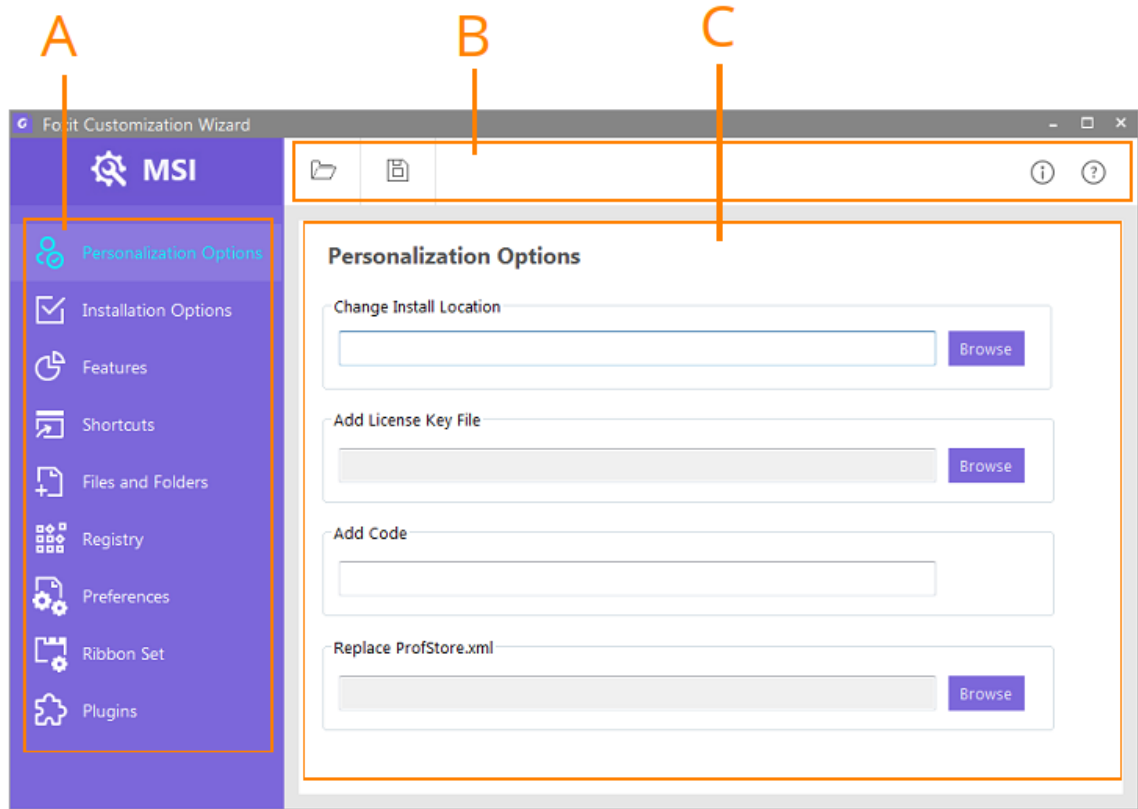 A
B
C
Foxit Customization Wizard
MSI
Personalization Options
Installation Options
Features
Shortcuts
Files and Folders
Registry
Preferences
Ribbon Set
Plugins
Personalization Options
Change Install Location
Browse
Add License Key File
Browse
Add Code
Replace ProfStore.xml
Browse